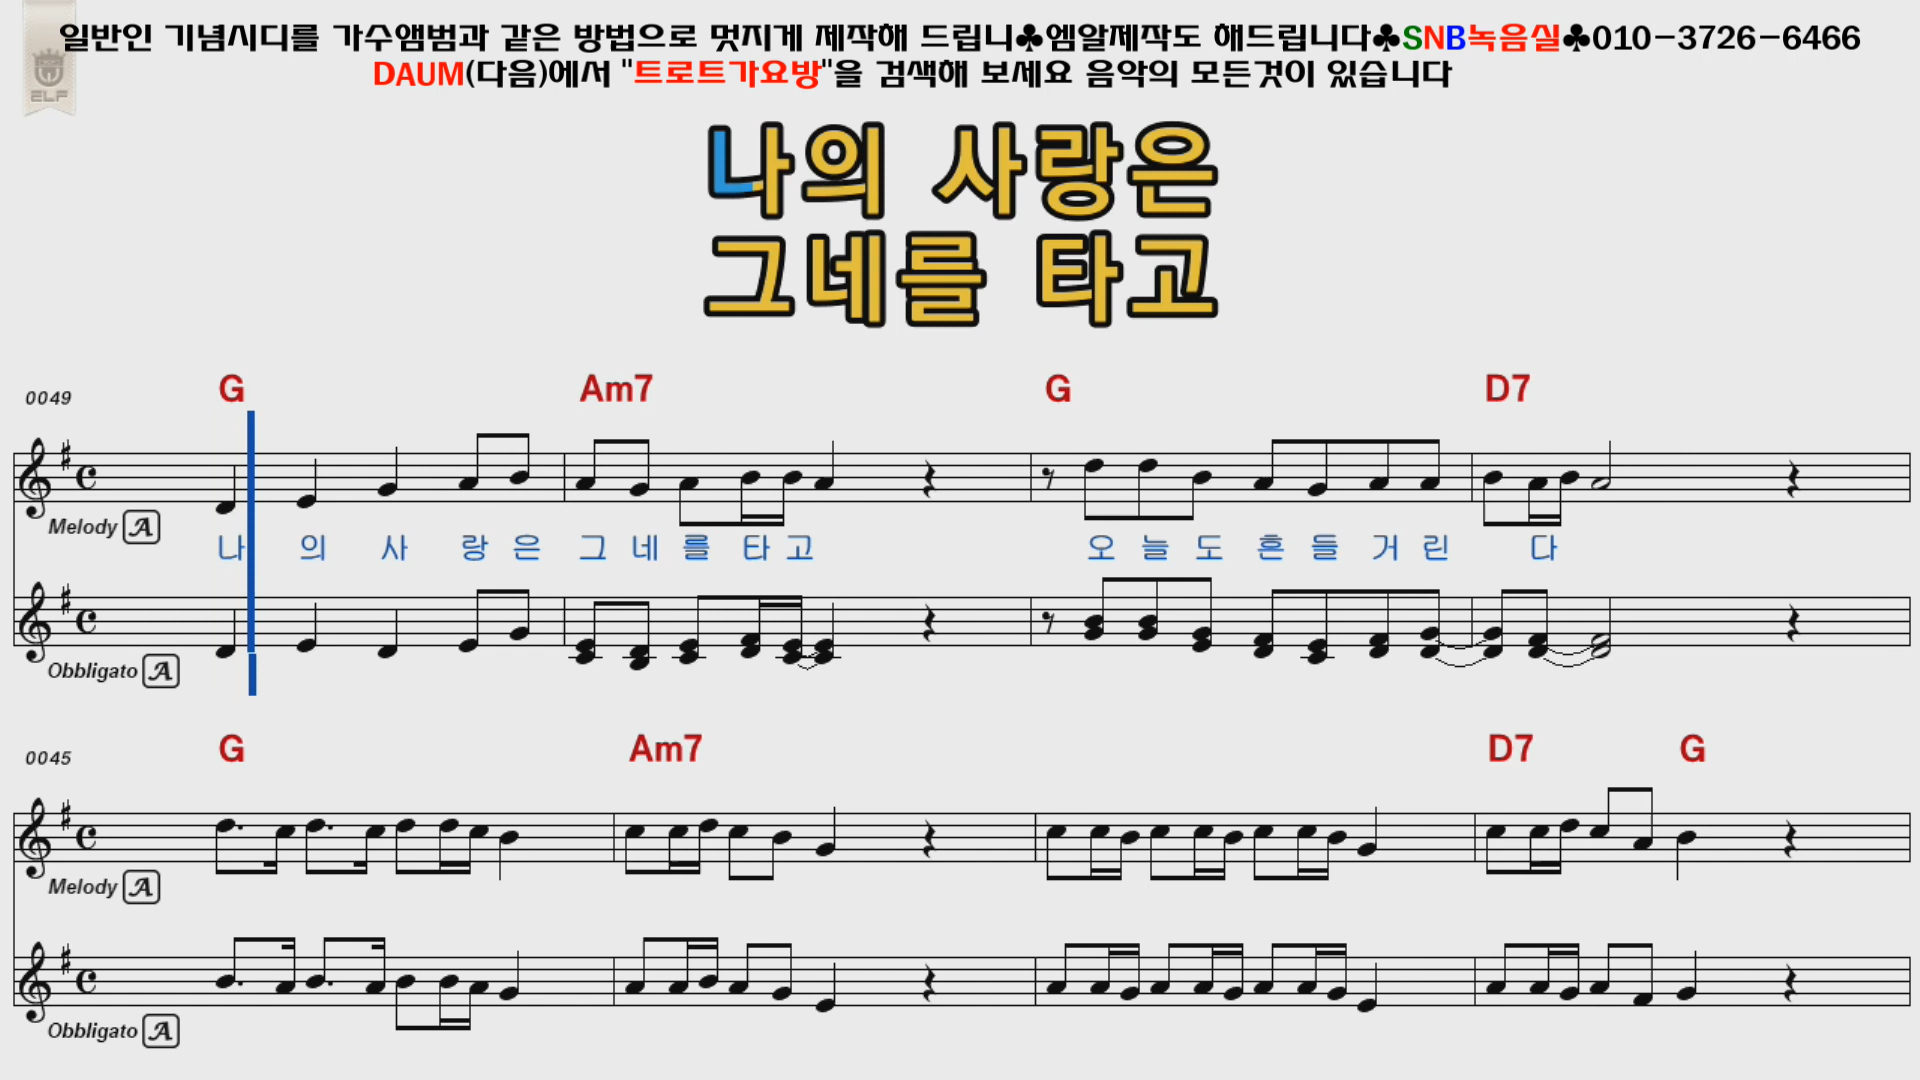 일반인 기념시디를 가수앰범과 같은 방법으로 멋지게 제작해 드립니♣엠알제작도 해드립니다♣SNB녹음실♣010-3726-6466
ELF
DAUM(다음)에서 "트로트가요방"을 검색해 보세요 음악의 모든것이 있습니다
나의 사랑은
그네를 타고
0049 G Am7 G D7
Melody A
나 의 사 랑 은 그 네 를 타 고 오 늘 도 흔 들 거 린 다
Obbligato A
0045 G Am7 D7 G
Melody A
Obbligato A